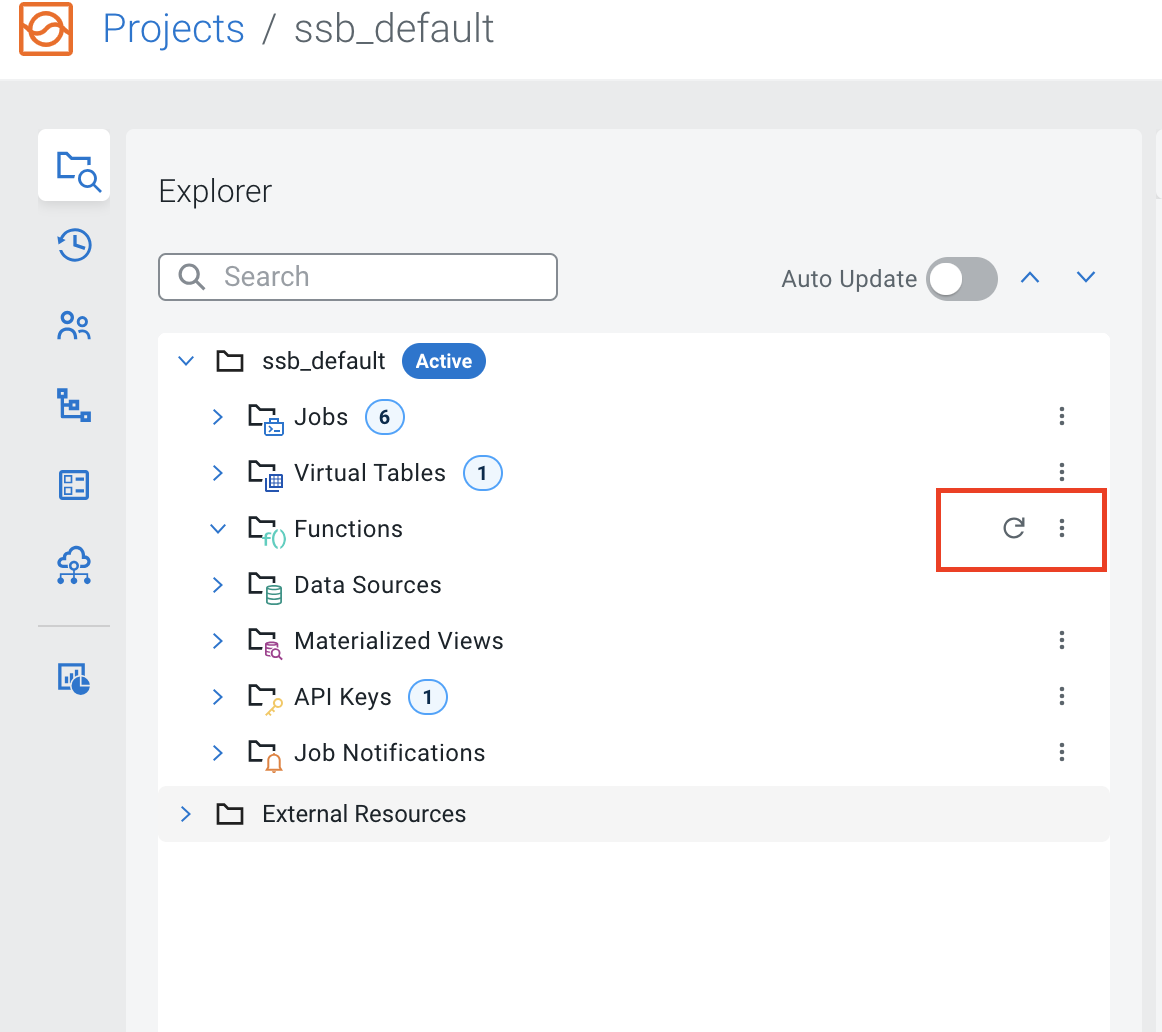 Projects / ssb_default
Explorer
Search
Auto Update
ssb_default Active
Jobs 6
Virtual Tables 1
f() Functions
Data Sources
Materialized Views
API Keys 1
Job Notifications
External Resources